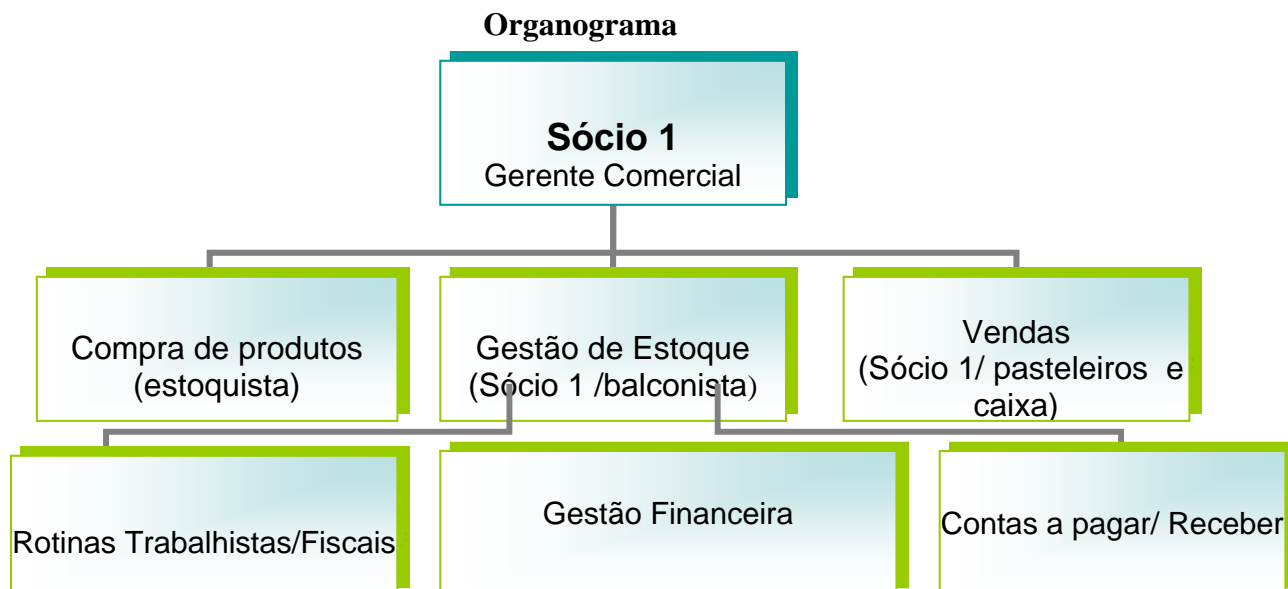 Organograma
Sócio 1
Gerente Comercial
Compra de produtos
(estoquista)
Gestão de Estoque
(Sócio 1 /balconista)
Vendas
(Sócio 1/ pasteleiros e
caixa)
Rotinas Trabalhistas/Fiscais
Gestão Financeira
Contas a pagar/ Receber